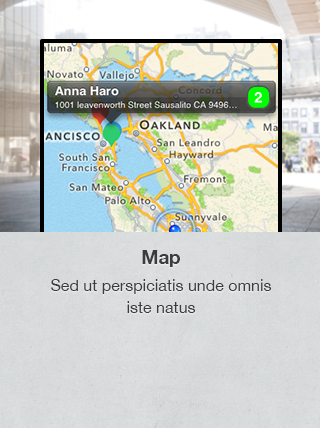 aluma
Novato
Vallejo
Anna Haro
1001 leavenworth Street Sausalito CA 9496...
2
Concord
ANCISCO
OAKLAND
San Leandro
South San
Francisco
Hayward
San Mateo
Fremont
Palo Alto
Sunnyvale
Map
Sed ut perspiciatis unde omnis
iste natus